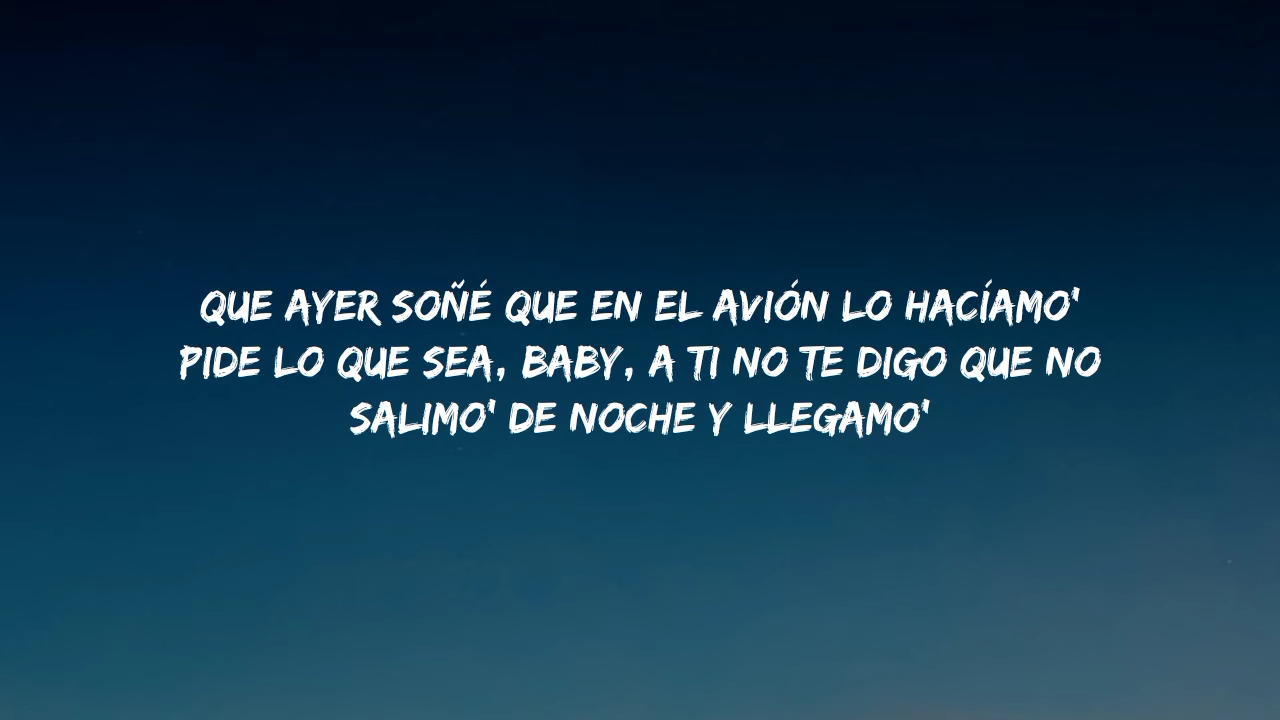 QUE AYER SOÑÉ QUE EN EL AVIÓN LO HACÍAMO'
PIDE LO QUE SEA, BABY, A TI NO TE DIGO QUE NO
SALIMO' DE NOCHE Y LLEGAMO'